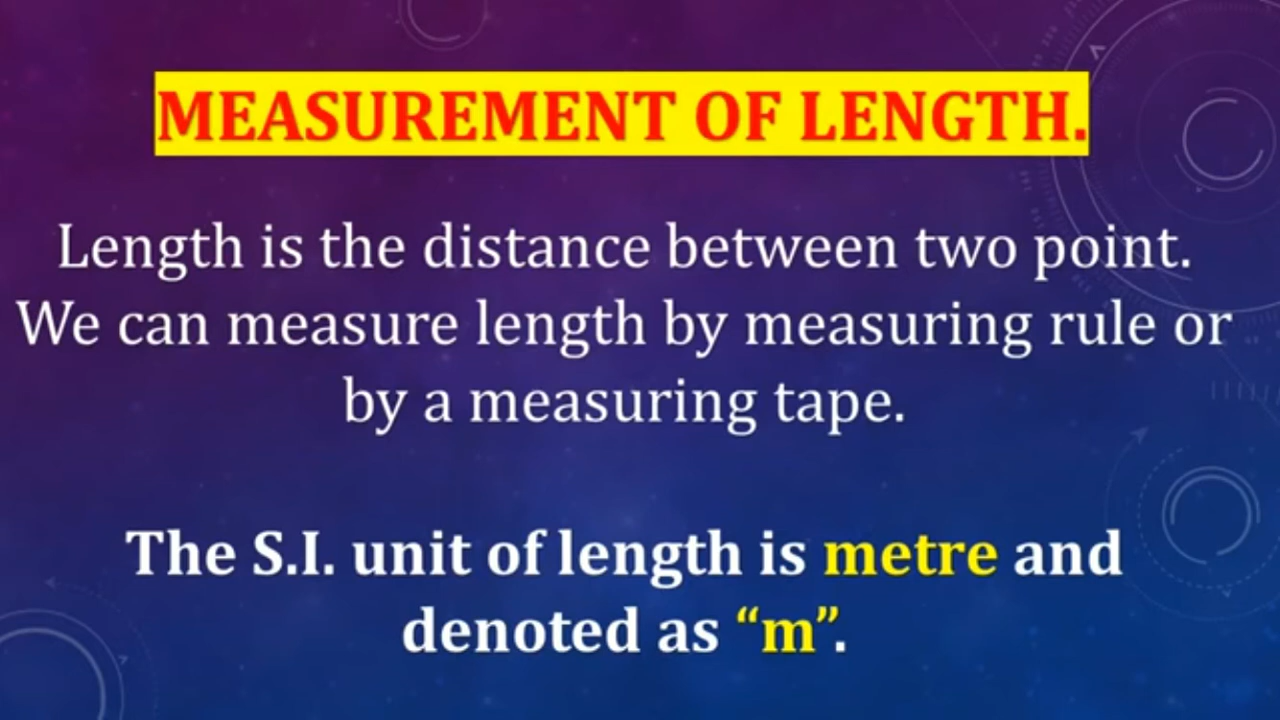 MEASUREMENT OF LENGTH.
Length is the distance between two point.
We can measure length by measuring rule or
by a measuring tape.
The S.I. unit of length is metre and
denoted as “m”.